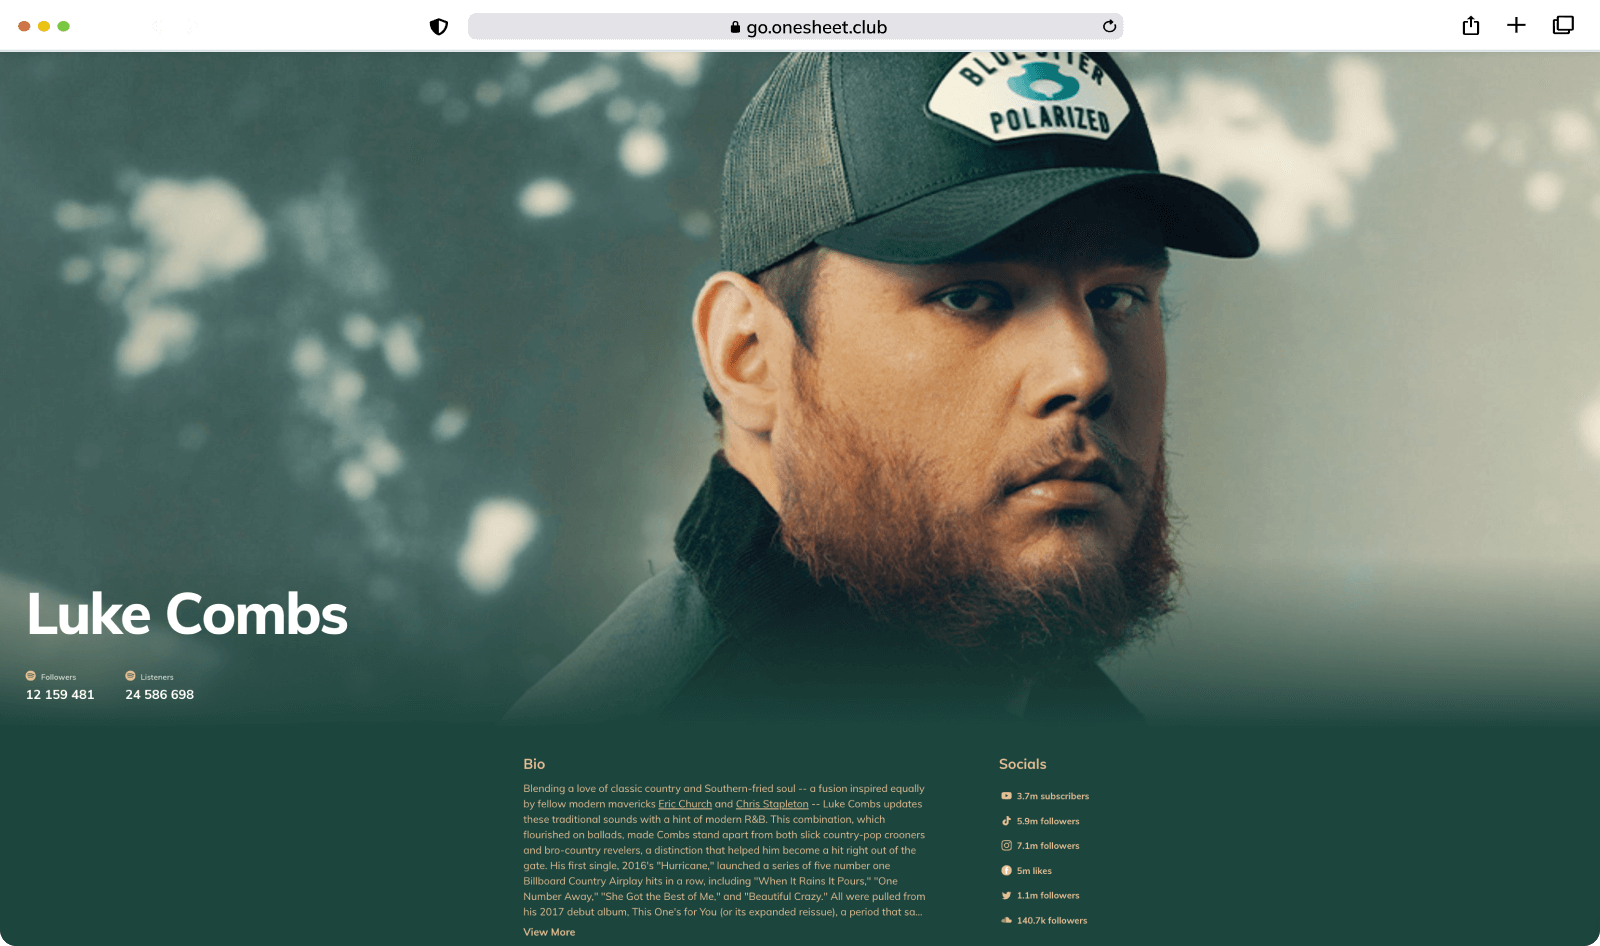 go.onesheet.club
POLARIZED
Luke Combs
Followers
12 159 481
Listeners
24 586 698
Bio
Blending a love of classic country and Southern-fried soul -- a fusion inspired equally
by fellow modern mavericks Eric Church and Chris Stapleton -- Luke Combs updates
these traditional sounds with a hint of modern R&B. This combination, which
flourished on ballads, made Combs stand apart from both slick country-pop crooners
and bro-country revelers, a distinction that helped him become a hit right out of the
gate. His first single, 2016's "Hurricane," launched a series of five number one
Billboard Country Airplay hits in a row, including "When It Rains It Pours," "One
Number Away," "She Got the Best of Me," and "Beautiful Crazy." All were pulled from
his 2017 debut album, This One's for You (or its expanded reissue), a period that sa...
View More
Socials
3.7m subscribers
5.9m followers
7.1m followers
5m likes
1.1m followers
140.7k followers